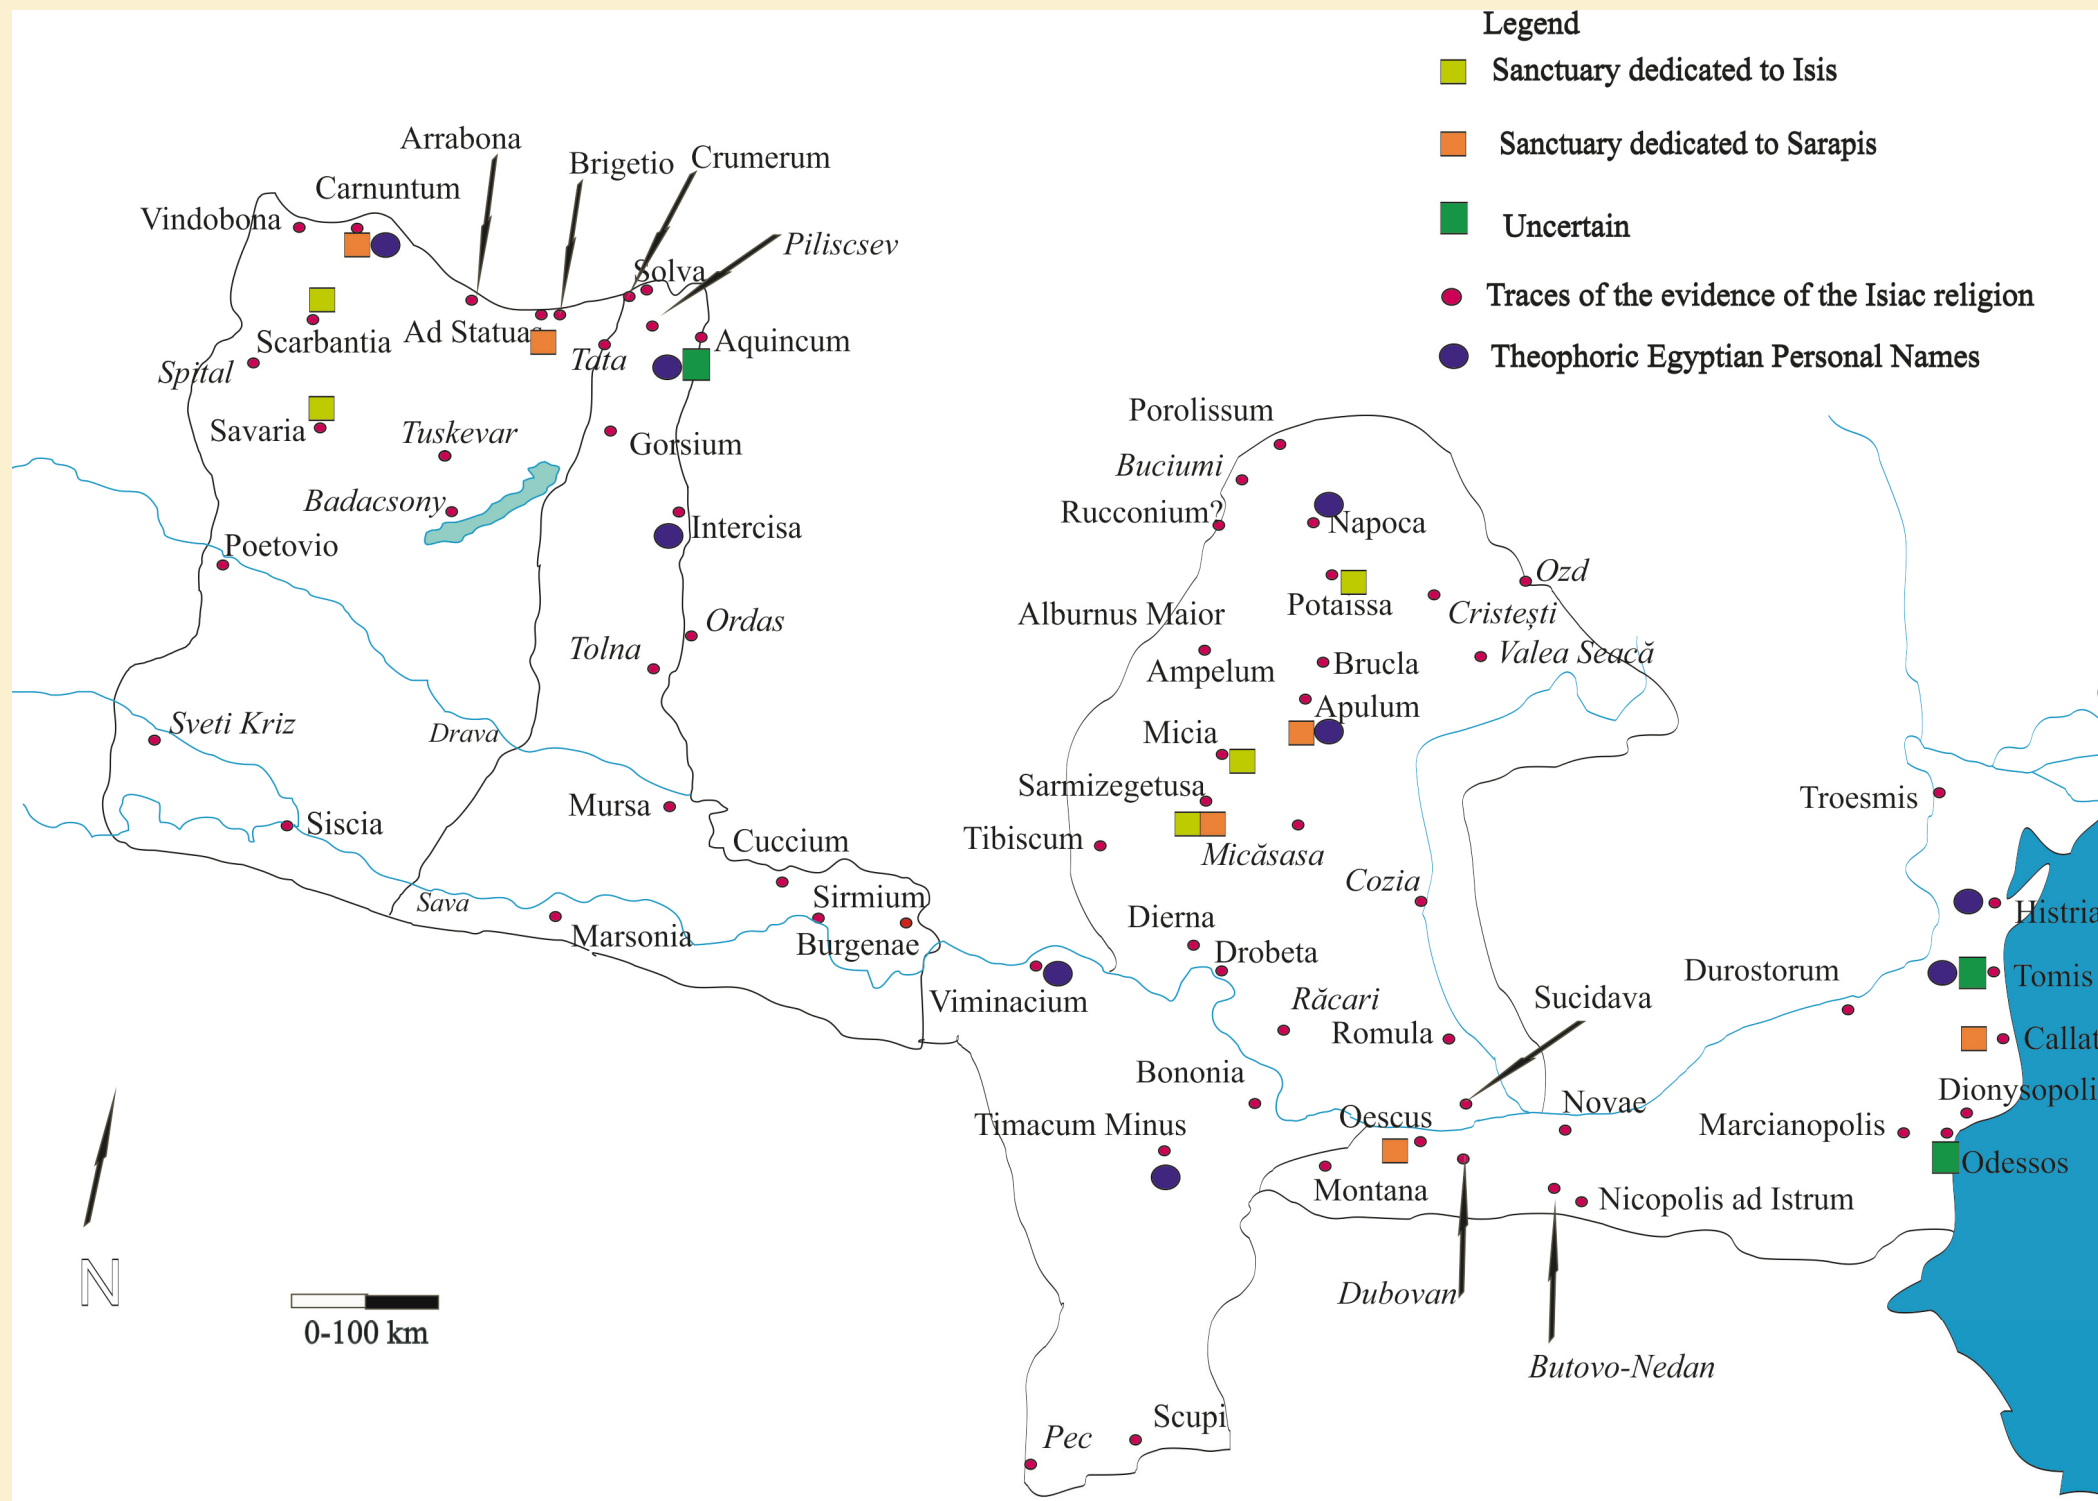 Legend
Sanctuary dedicated to Isis
Sanctuary dedicated to Sarapis
Uncertain
Traces of the evidence of the Isiac religion
Theophoric Egyptian Personal Names
Arrabona
Brigetio
Crumerum
Carnuntum
Vindobona
Piliscsev
Solva
Scarbantia
Ad Statuas
Tata
Aquincum
Spital
Savaria
Tuskevar
Gorsium
Badacsony
Intercisa
Poetovio
Ordas
Tolna
Sveti Kriz
Drava
Mursa
Siscia
Cuccium
Sava
Sirmium
Marsonia
Burgenae
Viminacium
Porolissum
Buciumi
Rucconium?
Napoca
Ozd
Potaissa
Alburnus Maior
Cristești
Valea Seacă
Ampelum
Brucla
Apulum
Micia
Sarmizegetusa
Tibiscum
Micăsasa
Cozia
Dierna
Drobeta
Răcari
Romula
Sucidava
Bononia
Timacum Minus
Oescus
Novae
Montana
Nicopolis ad Istrum
Dubovan
Butovo-Nedan
Pec
Scupi
Troesmis
Histria
Durostorum
Tomis
Callat
Dionysopoli
Marcianopolis
Odessos
N
0-100 km